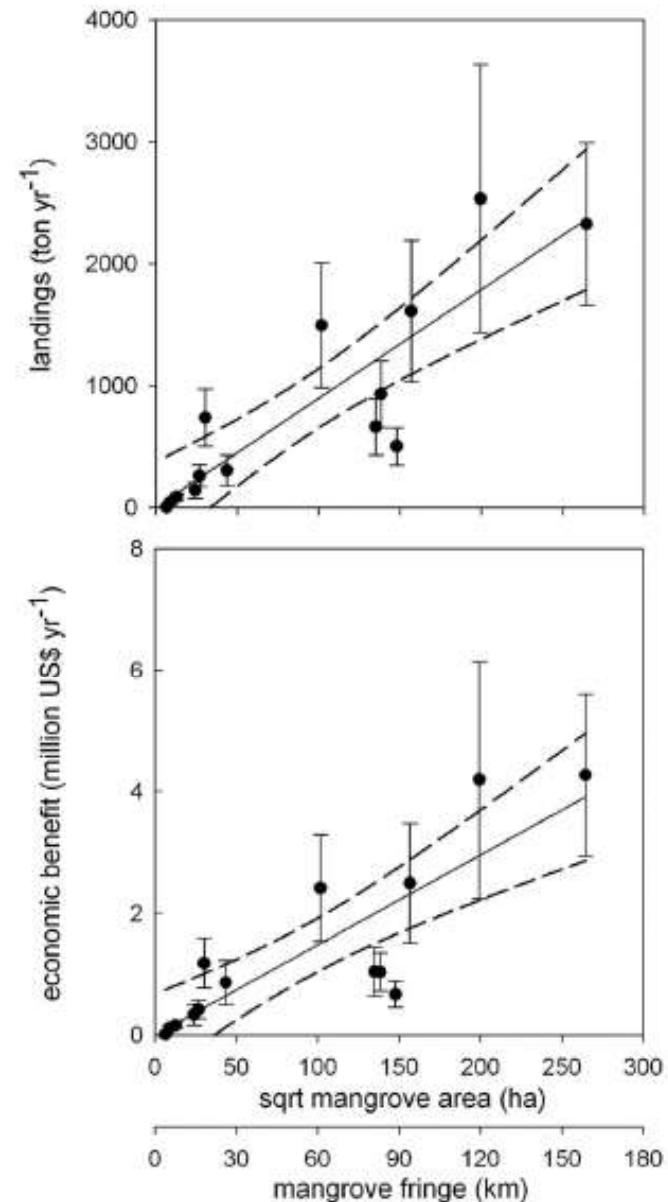 4000
3000
2000
1000
0
landings (ton yr⁻¹)
8
6
4
2
0
economic benefit (million US$ yr⁻¹)
0 50 100 150 200 250 300
sqrt mangrove area (ha)
0 30 60 90 120 150 180
mangrove fringe (km)